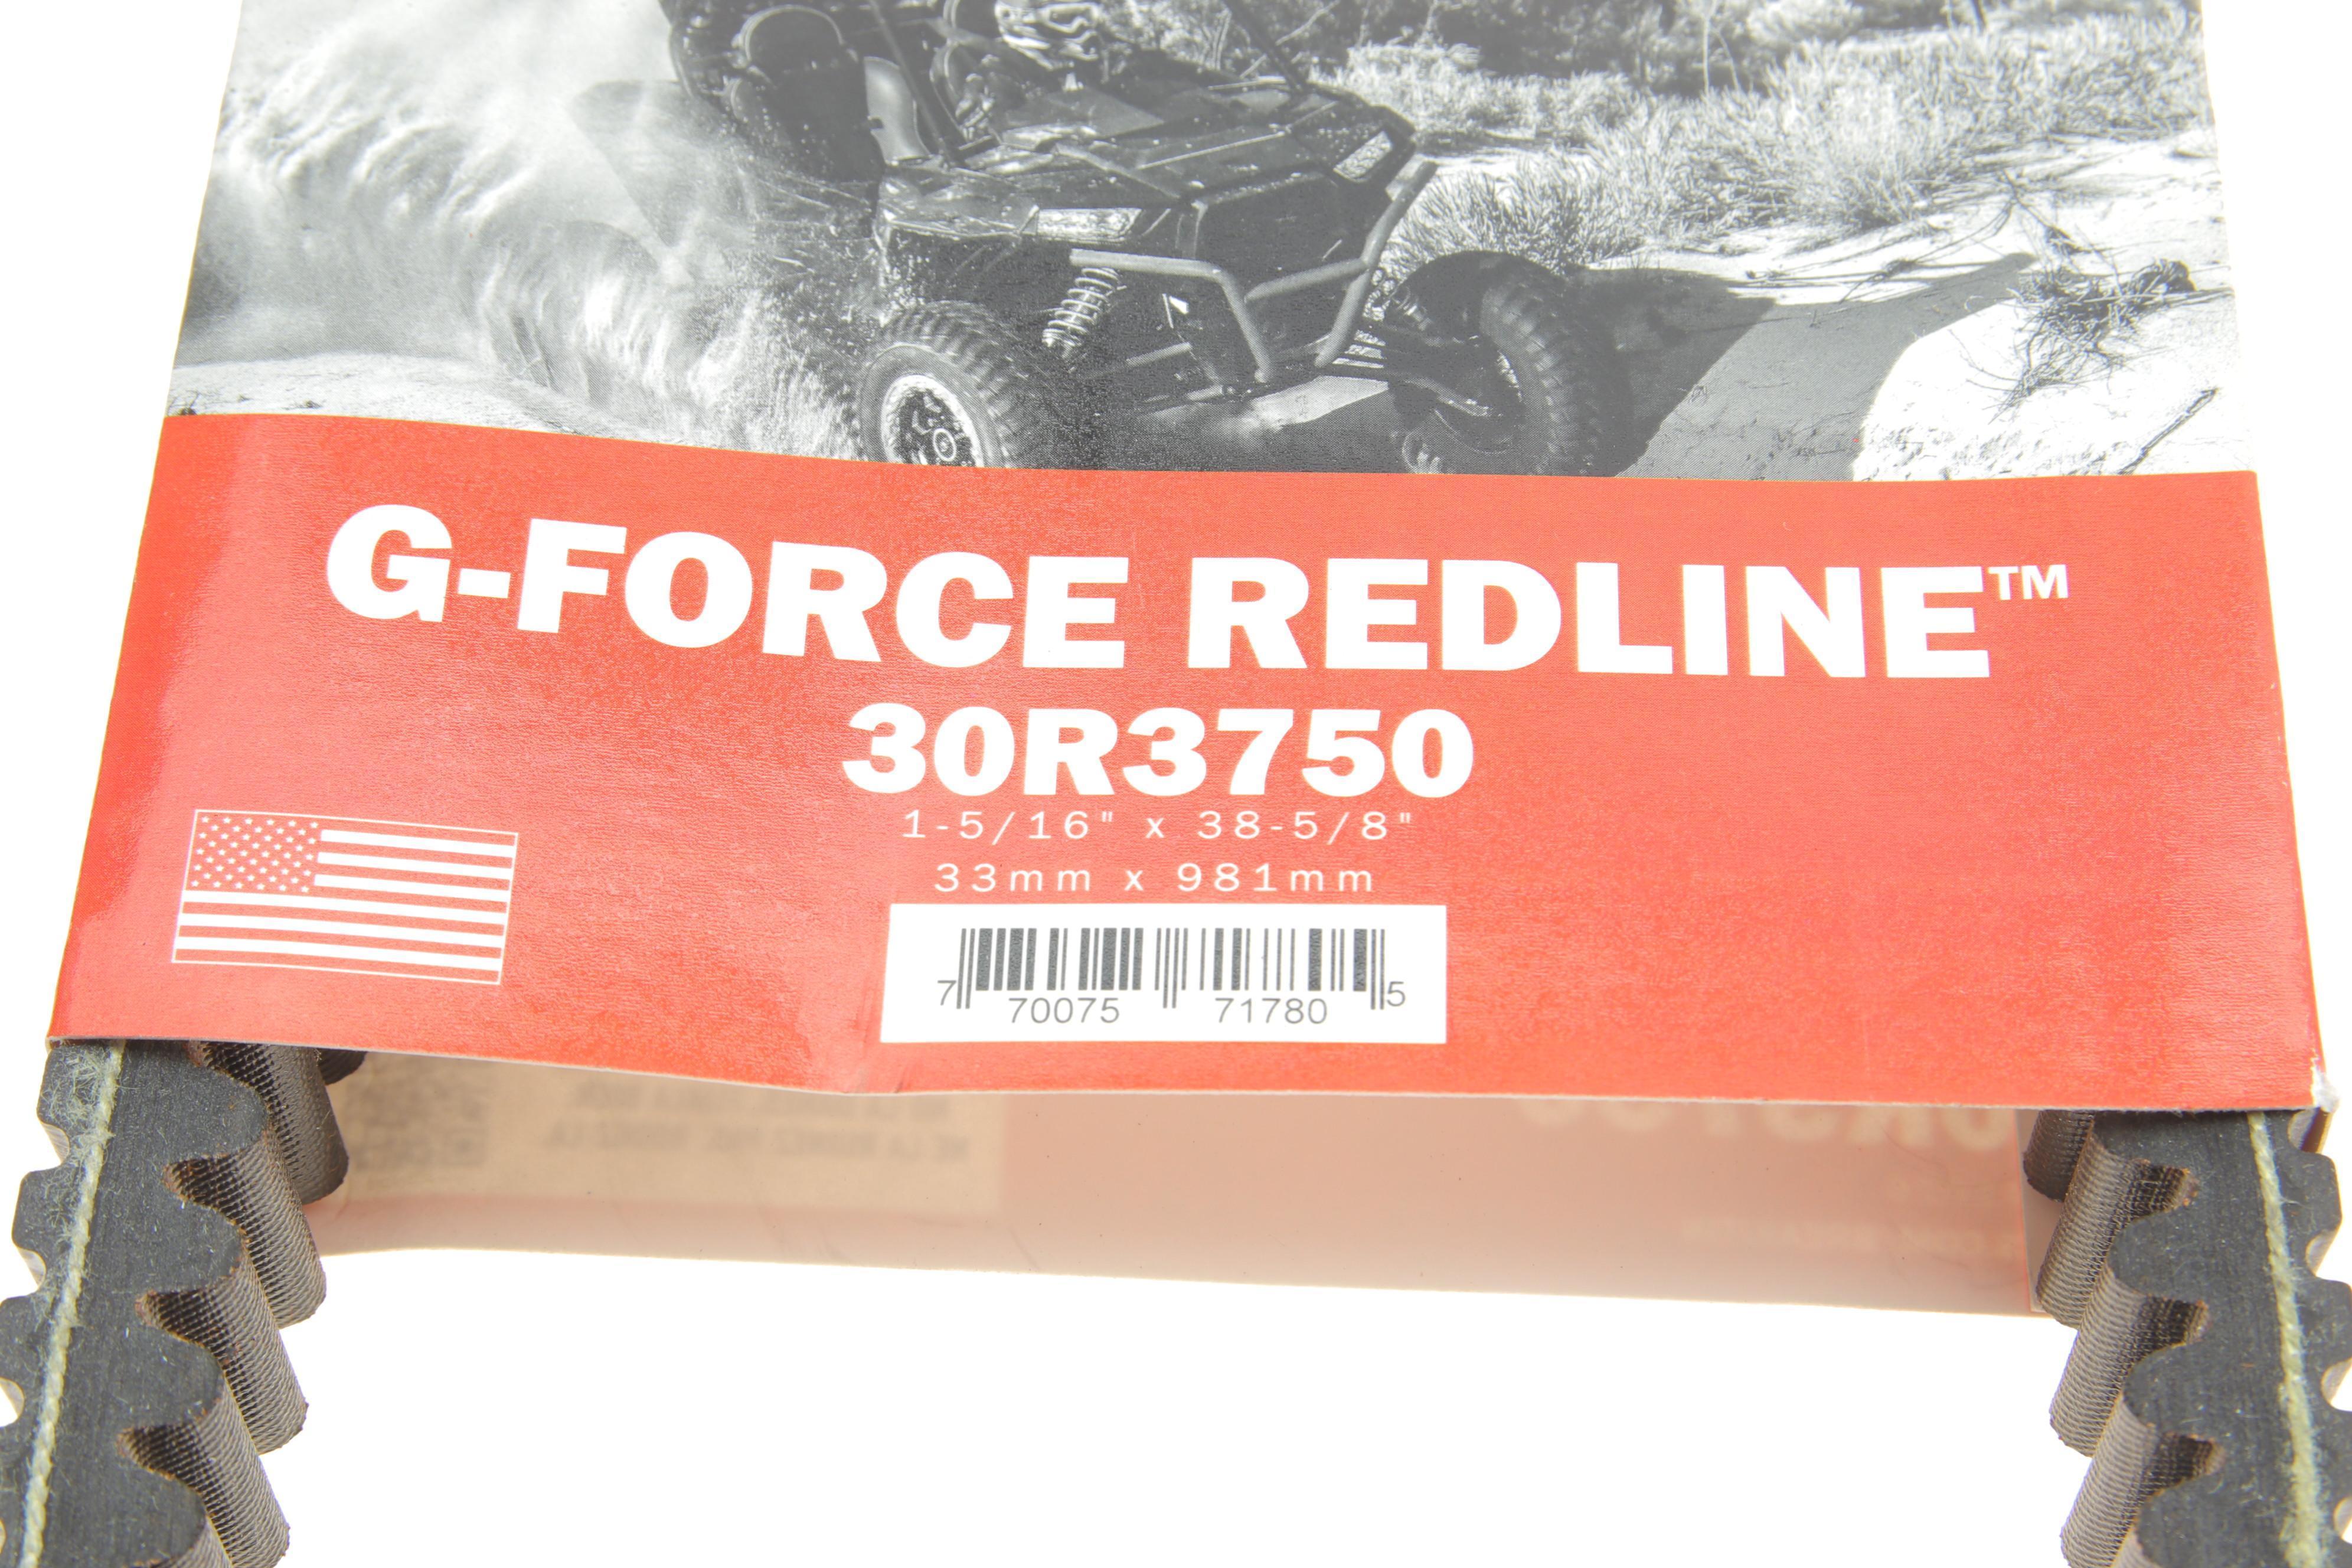 G-FORCE REDLINE™
30R3750
1-5/16" x 38-5/8"
33mm x 981mm
7 70075 71780 5